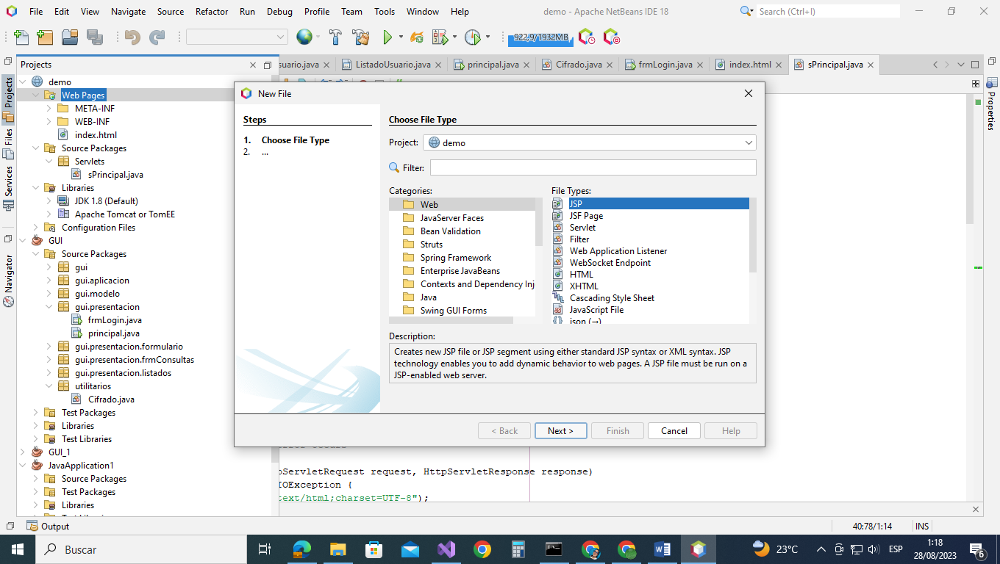 File Edit View Navigate Source Refactor Run Debug Profile Team Tools Window Help
demo - Apache NetBeans IDE 18
Search (Ctrl+I)
922,9/1932MB
Projects
suario.java
ListadoUsuario.java
principal.java
Cifrado.java
frmLogin.java
index.html
sPrincipal.java
Projects
Files
Services
Navigator
Properties
demo
Web Pages
META-INF
WEB-INF
index.html
Source Packages
Servlets
sPrincipal.java
Libraries
JDK 1.8 (Default)
Apache Tomcat or TomEE
Configuration Files
GUI
Source Packages
gui
gui.aplicacion
gui.modelo
gui.presentacion
frmLogin.java
principal.java
gui.presentacion.formulario
gui.presentacion.frmConsultas
gui.presentacion.listados
utilitarios
Cifrado.java
Test Packages
Libraries
Test Libraries
GUI_1
JavaApplication1
Source Packages
Test Packages
Libraries
New File
Steps
1. Choose File Type
2. ...
Choose File Type
Project: demo
Filter:
Categories:
Web
JavaServer Faces
Bean Validation
Struts
Spring Framework
Enterprise JavaBeans
Contexts and Dependency Inj
Java
Swing GUI Forms
File Types:
JSP
JSF Page
Servlet
Filter
Web Application Listener
WebSocket Endpoint
HTML
XHTML
Cascading Style Sheet
JavaScript File
json (→)
Description:
Creates new JSP file or JSP segment using either standard JSP syntax or XML syntax. JSP
technology enables you to add dynamic behavior to web pages. A JSP file must be run on a
JSP-enabled web server.
< Back
Next >
Finish
Cancel
Help
oServletRequest request, HttpServletResponse response)
IOException {
text/html;charset=UTF-8");
Output
40:78/1:14
INS
Buscar
23°C
ESP
1:18
28/08/2023
6